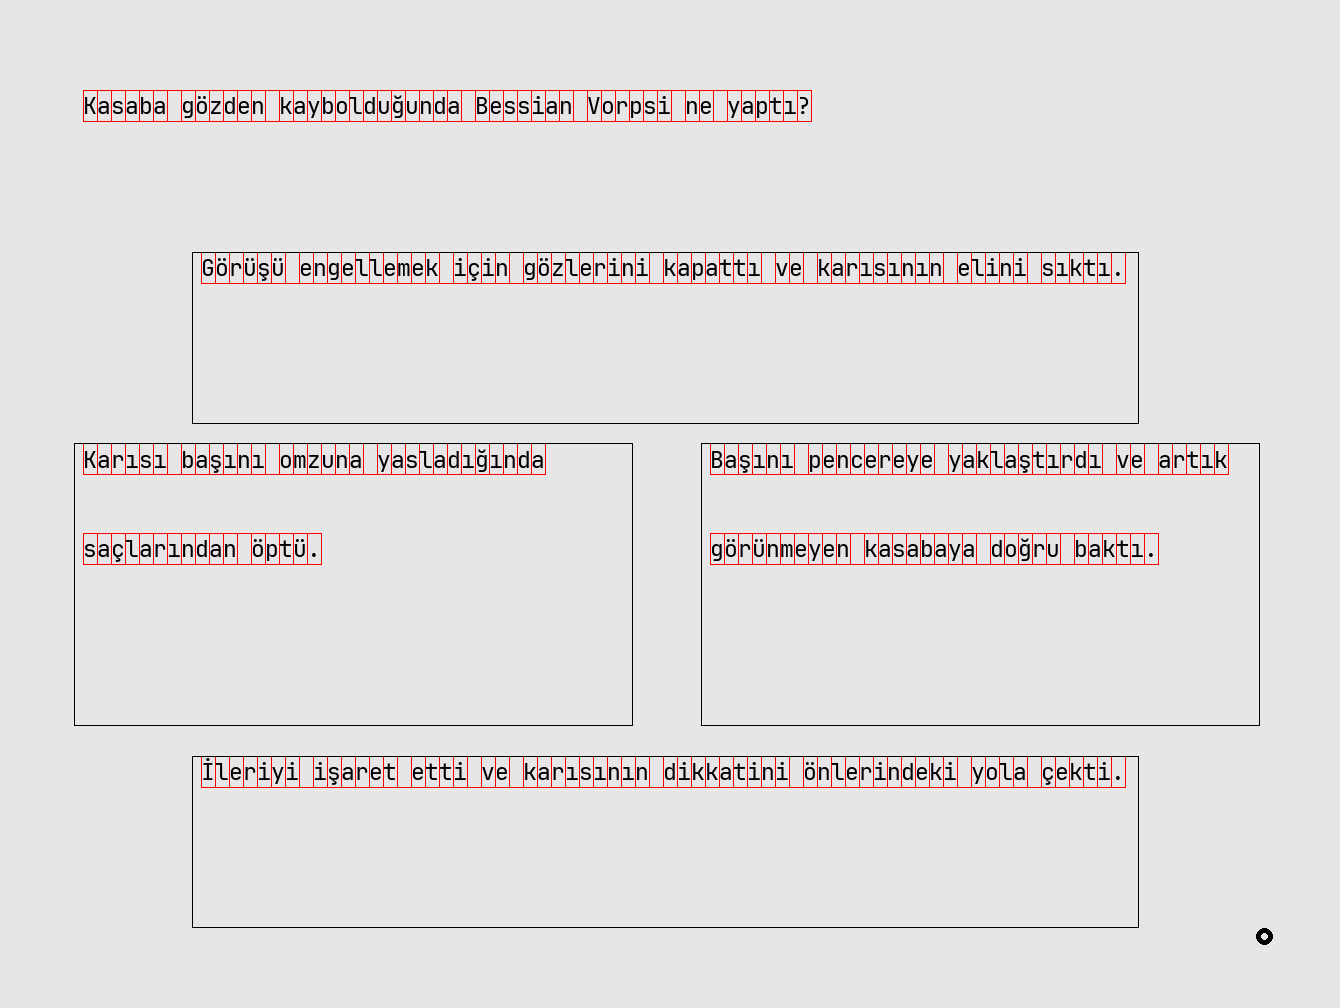 Kasaba gözden kaybolduğunda Bessian Vorpsi ne yaptı?
Görüşü engellemek için gözlerini kapattı ve karısının elini sıktı.
Karısı başını omzuna yasladığında
saçlarından öptü.
Başını pencereye yaklaştırdı ve artık
görünmeyen kasabaya doğru baktı.
İleriyi işaret etti ve karısının dikkatini önlerindeki yola çekti.